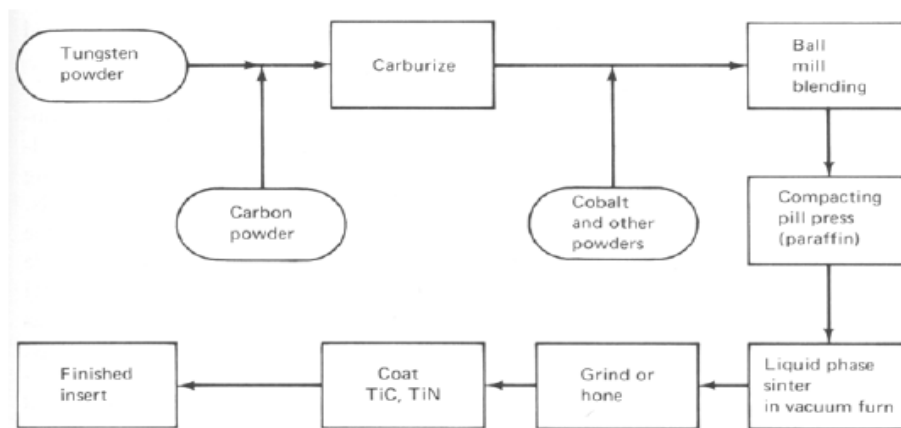 Tungsten
powder
Carburize
Ball
mill
blending
Carbon
powder
Cobalt
and other
powders
Compacting
pill press
(paraffin)
Finished
insert
Coat
TiC, TiN
Grind or
hone
Liquid phase
sinter
in vacuum furn